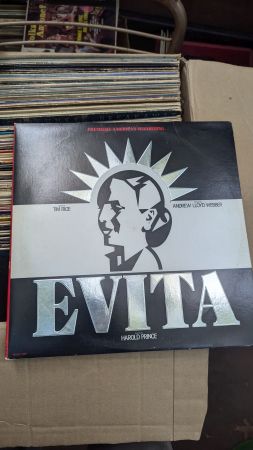 PREMIERE AMERICAN RECORDING
TIM RICE
ANDREW LLOYD WEBBER
EVITA
HAROLD PRINCE